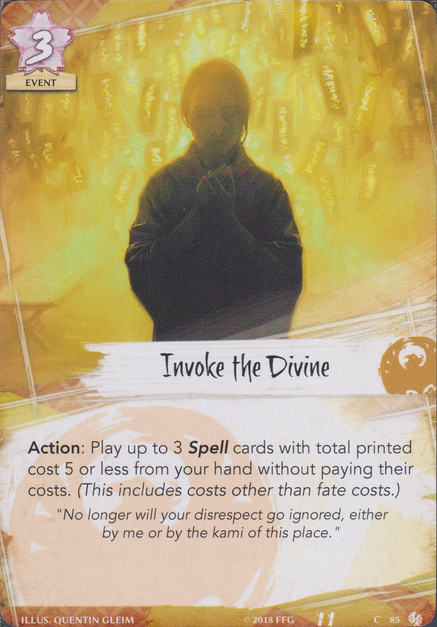 3
EVENT
Invoke the Divine
Action: Play up to 3 Spell cards with total printed
cost 5 or less from your hand without paying their
costs. (This includes costs other than fate costs.)
"No longer will your disrespect go ignored, either
by me or by the kami of this place."
ILLUS. QUENTIN GLEIM © 2018 FFG C 85